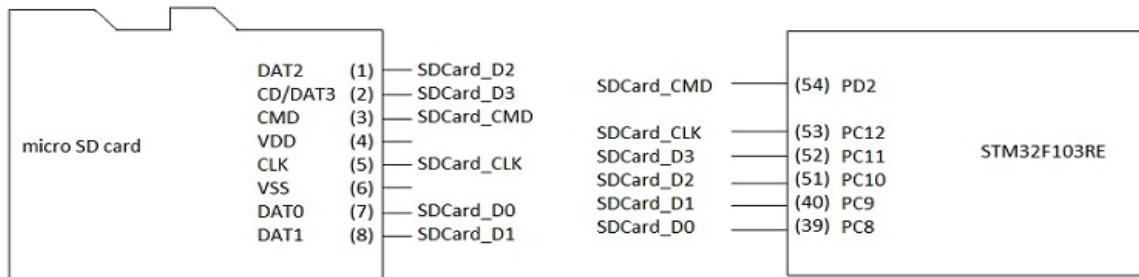 micro SD card
DAT2 (1) SDCard_D2
CD/DAT3 (2) SDCard_D3
CMD (3) SDCard_CMD
VDD (4)
CLK (5) SDCard_CLK
VSS (6)
DAT0 (7) SDCard_D0
DAT1 (8) SDCard_D1
SDCard_CMD (54) PD2
SDCard_CLK (53) PC12
SDCard_D3 (52) PC11
SDCard_D2 (51) PC10
SDCard_D1 (40) PC9
SDCard_D0 (39) PC8
STM32F103RE